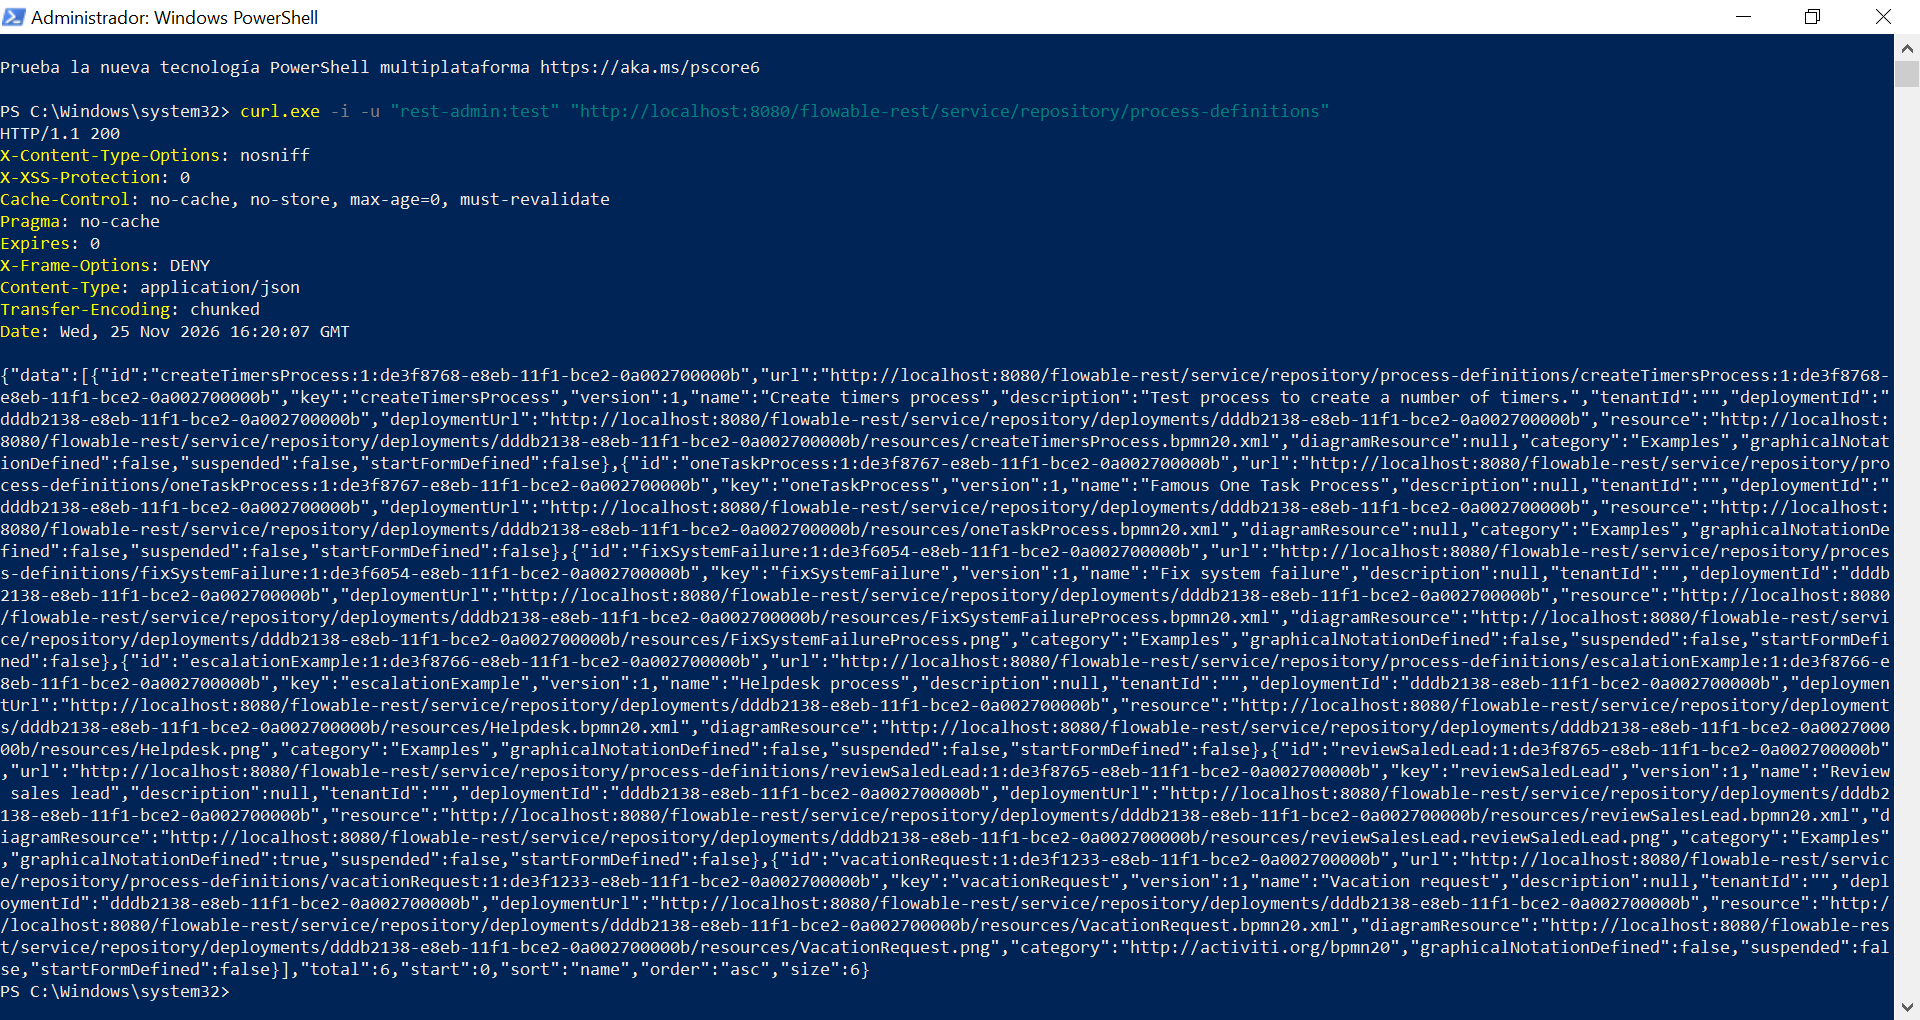 Administrador: Windows PowerShell
Prueba la nueva tecnología PowerShell multiplataforma https://aka.ms/pscore6
PS C:\Windows\system32> curl.exe -i -u "rest-admin:test" "http://localhost:8080/flowable-rest/service/repository/process-definitions"
HTTP/1.1 200
X-Content-Type-Options: nosniff
X-XSS-Protection: 0
Cache-Control: no-cache, no-store, max-age=0, must-revalidate
Pragma: no-cache
Expires: 0
X-Frame-Options: DENY
Content-Type: application/json
Transfer-Encoding: chunked
Date: Wed, 25 Nov 2026 16:20:07 GMT
{"data":[{"id":"createTimersProcess:1:de3f8768-e8eb-11f1-bce2-0a002700000b","url":"http://localhost:8080/flowable-rest/service/repository/process-definitions/createTimersProcess:1:de3f8768-
e8eb-11f1-bce2-0a002700000b","key":"createTimersProcess","version":1,"name":"Create timers process","description":"Test process to create a number of timers.","tenantId":"","deploymentId":"
dddb2138-e8eb-11f1-bce2-0a002700000b","deploymentUrl":"http://localhost:8080/flowable-rest/service/repository/deployments/dddb2138-e8eb-11f1-bce2-0a002700000b","resource":"http://localhost:
8080/flowable-rest/service/repository/deployments/dddb2138-e8eb-11f1-bce2-0a002700000b/resources/createTimersProcess.bpmn20.xml","diagramResource":null,"category":"Examples","graphicalNotat
ionDefined":false,"suspended":false,"startFormDefined":false},{"id":"oneTaskProcess:1:de3f8767-e8eb-11f1-bce2-0a002700000b","url":"http://localhost:8080/flowable-rest/service/repository/pro
cess-definitions/oneTaskProcess:1:de3f8767-e8eb-11f1-bce2-0a002700000b","key":"oneTaskProcess","version":1,"name":"Famous One Task Process","description":null,"tenantId":"","deploymentId":"
dddb2138-e8eb-11f1-bce2-0a002700000b","deploymentUrl":"http://localhost:8080/flowable-rest/service/repository/deployments/dddb2138-e8eb-11f1-bce2-0a002700000b","resource":"http://localhost:
8080/flowable-rest/service/repository/deployments/dddb2138-e8eb-11f1-bce2-0a002700000b/resources/oneTaskProcess.bpmn20.xml","diagramResource":null,"category":"Examples","graphicalNotationDe
fined":false,"suspended":false,"startFormDefined":false},{"id":"fixSystemFailure:1:de3f6054-e8eb-11f1-bce2-0a002700000b","url":"http://localhost:8080/flowable-rest/service/repository/proces
s-definitions/fixSystemFailure:1:de3f6054-e8eb-11f1-bce2-0a002700000b","key":"fixSystemFailure","version":1,"name":"Fix system failure","description":null,"tenantId":"","deploymentId":"dddb
2138-e8eb-11f1-bce2-0a002700000b","deploymentUrl":"http://localhost:8080/flowable-rest/service/repository/deployments/dddb2138-e8eb-11f1-bce2-0a002700000b","resource":"http://localhost:8080
/flowable-rest/service/repository/deployments/dddb2138-e8eb-11f1-bce2-0a002700000b/resources/FixSystemFailureProcess.bpmn20.xml","diagramResource":"http://localhost:8080/flowable-rest/servi
ce/repository/deployments/dddb2138-e8eb-11f1-bce2-0a002700000b/resources/FixSystemFailureProcess.png","category":"Examples","graphicalNotationDefined":false,"suspended":false,"startFormDefi
ned":false},{"id":"escalationExample:1:de3f8766-e8eb-11f1-bce2-0a002700000b","url":"http://localhost:8080/flowable-rest/service/repository/process-definitions/escalationExample:1:de3f8766-e
8eb-11f1-bce2-0a002700000b","key":"escalationExample","version":1,"name":"Helpdesk process","description":null,"tenantId":"","deploymentId":"dddb2138-e8eb-11f1-bce2-0a002700000b","deploymen
tUrl":"http://localhost:8080/flowable-rest/service/repository/deployments/dddb2138-e8eb-11f1-bce2-0a002700000b","resource":"http://localhost:8080/flowable-rest/service/repository/deployment
s/dddb2138-e8eb-11f1-bce2-0a002700000b/resources/Helpdesk.bpmn20.xml","diagramResource":"http://localhost:8080/flowable-rest/service/repository/deployments/dddb2138-e8eb-11f1-bce2-0a0027000
00b/resources/Helpdesk.png","category":"Examples","graphicalNotationDefined":false,"suspended":false,"startFormDefined":false},{"id":"reviewSaledLead:1:de3f8765-e8eb-11f1-bce2-0a002700000b"
,"url":"http://localhost:8080/flowable-rest/service/repository/process-definitions/reviewSaledLead:1:de3f8765-e8eb-11f1-bce2-0a002700000b","key":"reviewSaledLead","version":1,"name":"Review
 sales lead","description":null,"tenantId":"","deploymentId":"dddb2138-e8eb-11f1-bce2-0a002700000b","deploymentUrl":"http://localhost:8080/flowable-rest/service/repository/deployments/dddb2
138-e8eb-11f1-bce2-0a002700000b","resource":"http://localhost:8080/flowable-rest/service/repository/deployments/dddb2138-e8eb-11f1-bce2-0a002700000b/resources/reviewSalesLead.bpmn20.xml","d
iagramResource":"http://localhost:8080/flowable-rest/service/repository/deployments/dddb2138-e8eb-11f1-bce2-0a002700000b/resources/reviewSalesLead.reviewSaledLead.png","category":"Examples"
,"graphicalNotationDefined":true,"suspended":false,"startFormDefined":false},{"id":"vacationRequest:1:de3f1233-e8eb-11f1-bce2-0a002700000b","url":"http://localhost:8080/flowable-rest/servic
e/repository/process-definitions/vacationRequest:1:de3f1233-e8eb-11f1-bce2-0a002700000b","key":"vacationRequest","version":1,"name":"Vacation request","description":null,"tenantId":"","depl
oymentId":"dddb2138-e8eb-11f1-bce2-0a002700000b","deploymentUrl":"http://localhost:8080/flowable-rest/service/repository/deployments/dddb2138-e8eb-11f1-bce2-0a002700000b","resource":"http:/
/localhost:8080/flowable-rest/service/repository/deployments/dddb2138-e8eb-11f1-bce2-0a002700000b/resources/VacationRequest.bpmn20.xml","diagramResource":"http://localhost:8080/flowable-res
t/service/repository/deployments/dddb2138-e8eb-11f1-bce2-0a002700000b/resources/VacationRequest.png","category":"http://activiti.org/bpmn20","graphicalNotationDefined":false,"suspended":fal
se,"startFormDefined":false}],"total":6,"start":0,"sort":"name","order":"asc","size":6}
PS C:\Windows\system32>